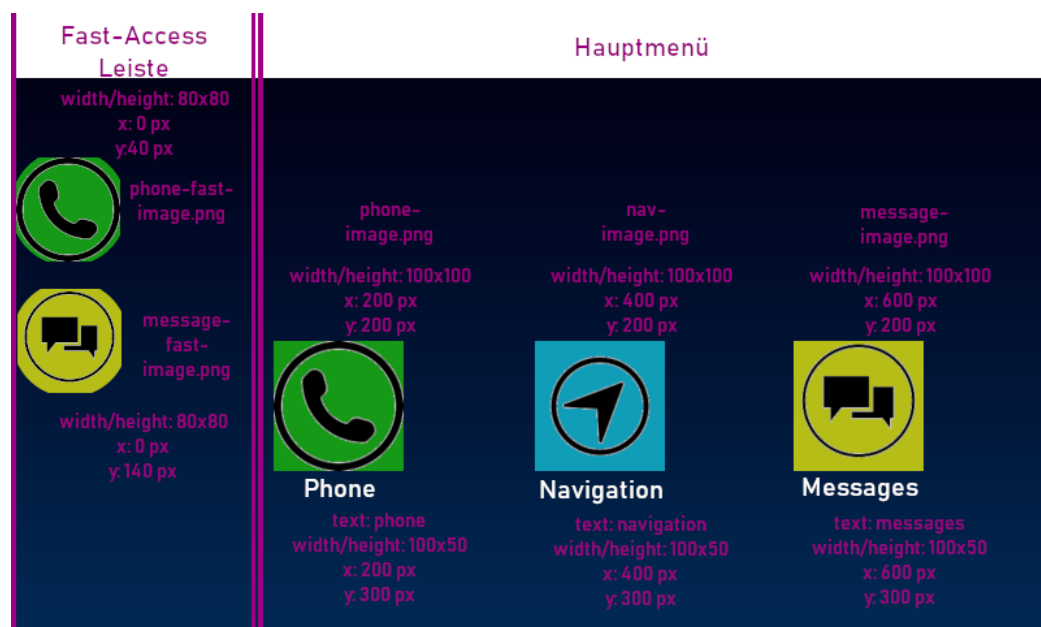 Fast-Access
Leiste
Hauptmenü
width/height: 80x80
x: 0 px
y:40 px
phone-fast-
image.png
message-
fast-
image.png
width/height: 80x80
x: 0 px
y: 140 px
phone-
image.png
width/height: 100x100
x: 200 px
y: 200 px
Phone
text: phone
width/height: 100x50
x: 200 px
y: 300 px
nav-
image.png
width/height: 100x100
x: 400 px
y: 200 px
Navigation
text: navigation
width/height: 100x50
x: 400 px
y: 300 px
message-
image.png
width/height: 100x100
x: 600 px
y: 200 px
Messages
text: messages
width/height: 100x50
x: 600 px
y: 300 px